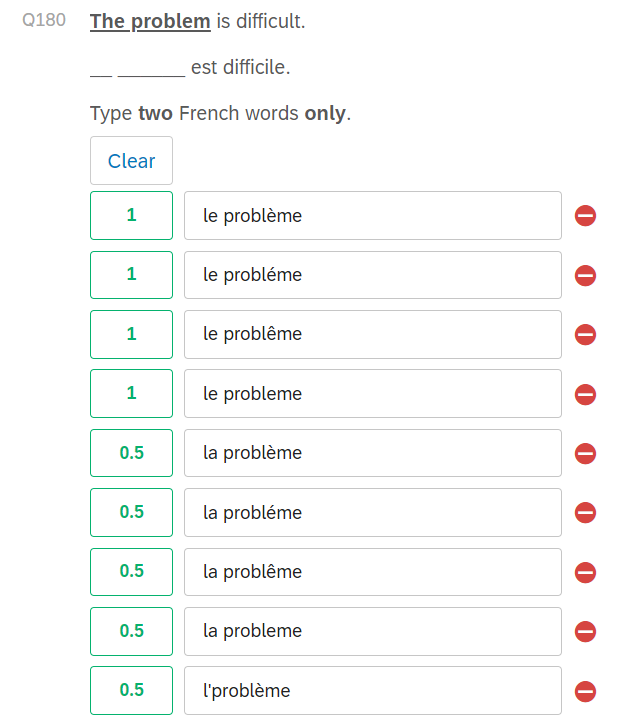 Q180 The problem is difficult.
__ ______ est difficile.
Type two French words only.
Clear
1 le problème
1 le probléme
1 le problême
1 le probleme
0.5 la problème
0.5 la probléme
0.5 la problême
0.5 la probleme
0.5 l'problème